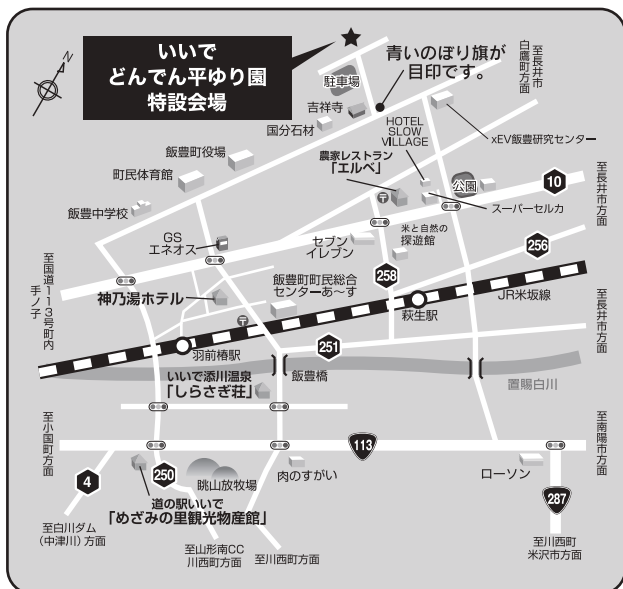 いいで
どんでん平ゆり園
特設会場
青いのぼり旗が
目印です。
至長井市
白鷹町方面
駐車場
吉祥寺
国分石材
HOTEL
SLOW
VILLAGE
xEV飯豊研究センター
飯豊町役場
町民体育館
農家レストラン
「エルベ」
公園
10
至長井市方面
飯豊中学校
スーパーセルカ
GS
エネオス
セブン
イレブン
米と自然の
探遊館
256
258
至国道113号町内
手ノ子
神乃湯ホテル
飯豊町町民総合
センターあ~す
JR米坂線
萩生駅
至長井市方面
羽前椿駅
251
いいで添川温泉
「しらさぎ荘」
飯豊橋
置賜白川
至小国町方面
113
至南陽市方面
4
250
眺山放牧場
肉のすがい
ローソン
287
道の駅いいで
「めざみの里観光物産館」
至白川ダム
(中津川)方面
至山形南CC
川西町方面
至川西町方面
至川西町
米沢市方面